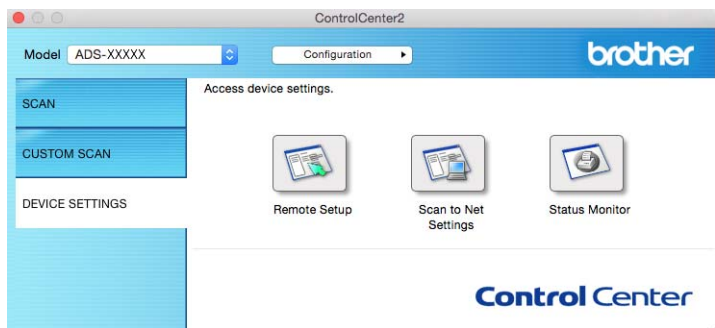 ControlCenter2
Model ADS-XXXXX Configuration brother
SCAN
CUSTOM SCAN
DEVICE SETTINGS
Access device settings.
Remote Setup
Scan to Net
Settings
Status Monitor
Control Center